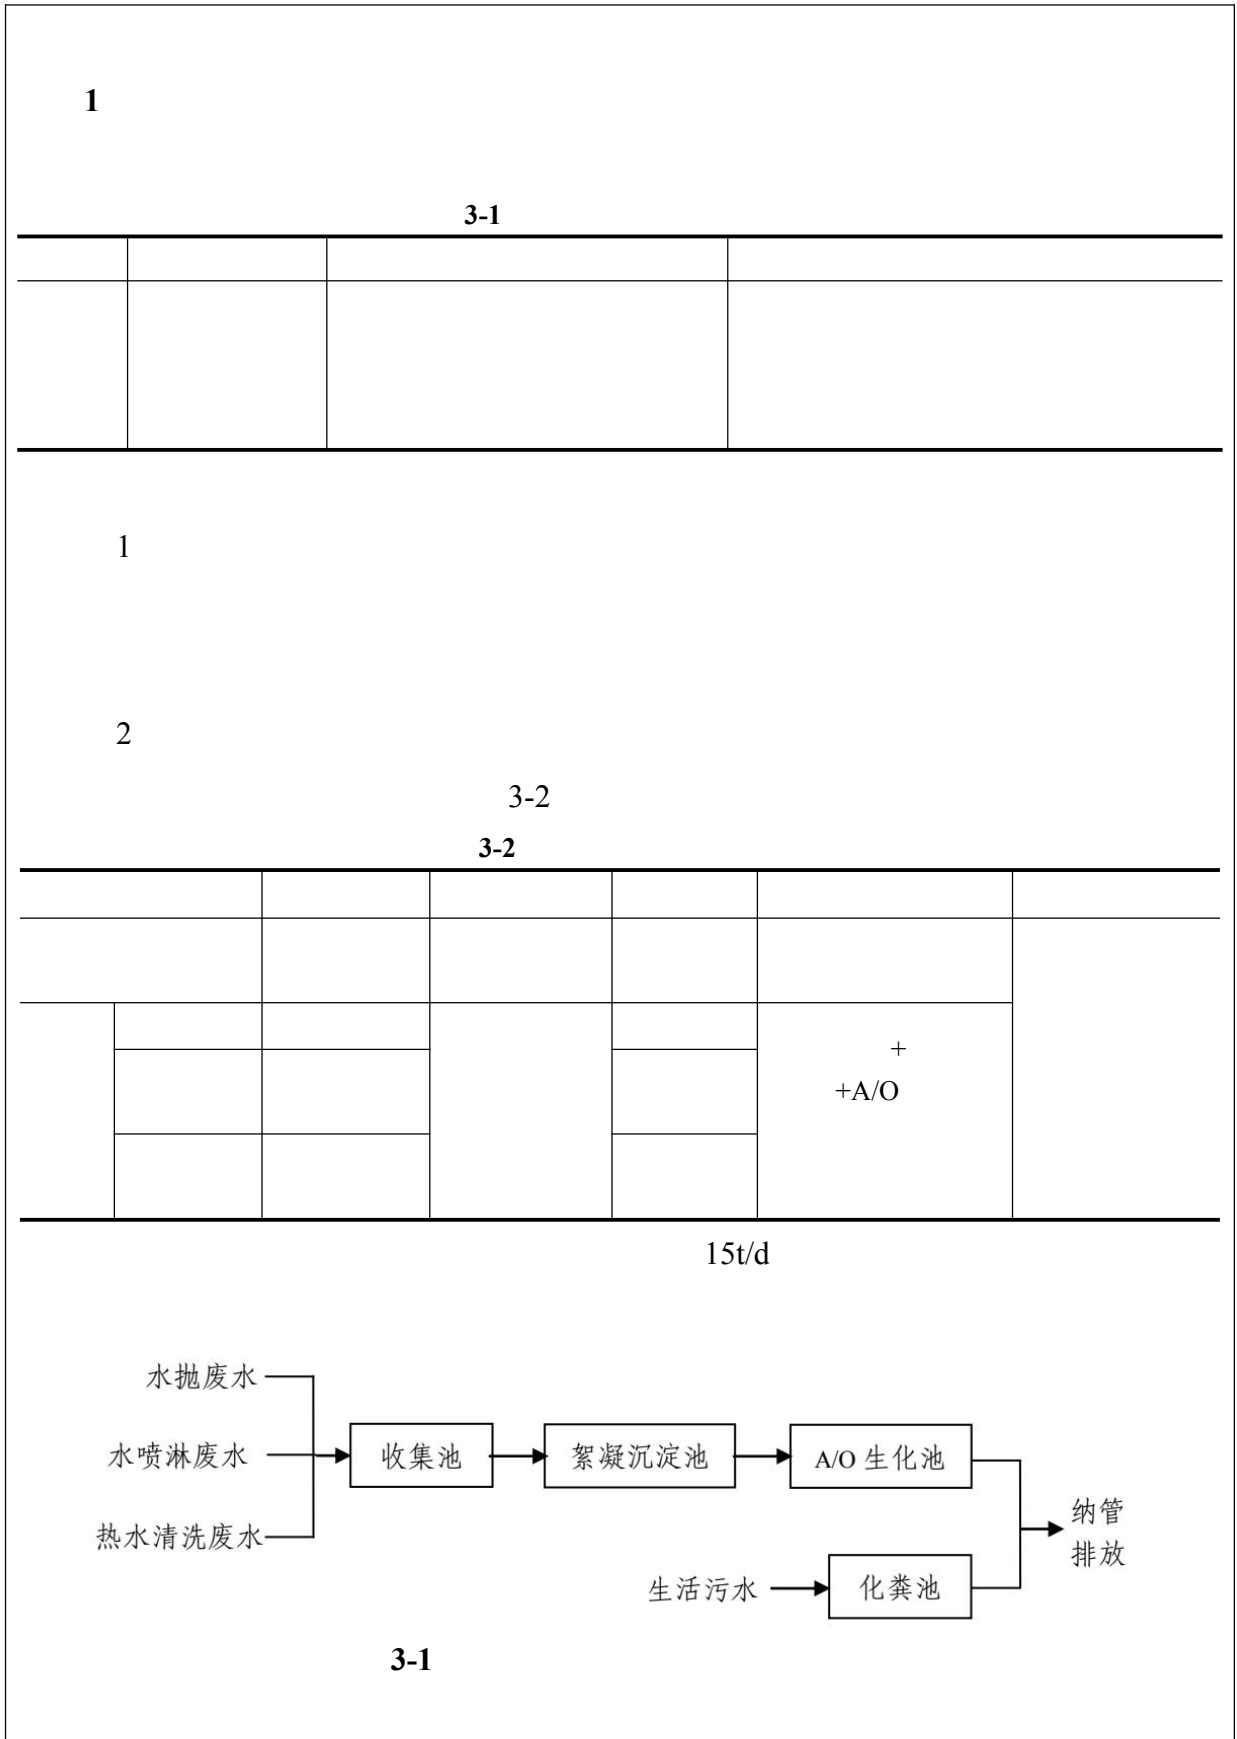 1
3-1
1
2
3-2
3-2
+
+A/O
15t/d
水抛废水
水喷淋废水
热水清洗废水
收集池
絮凝沉淀池
A/O 生化池
生活污水
化粪池
纳管
排放
3-1